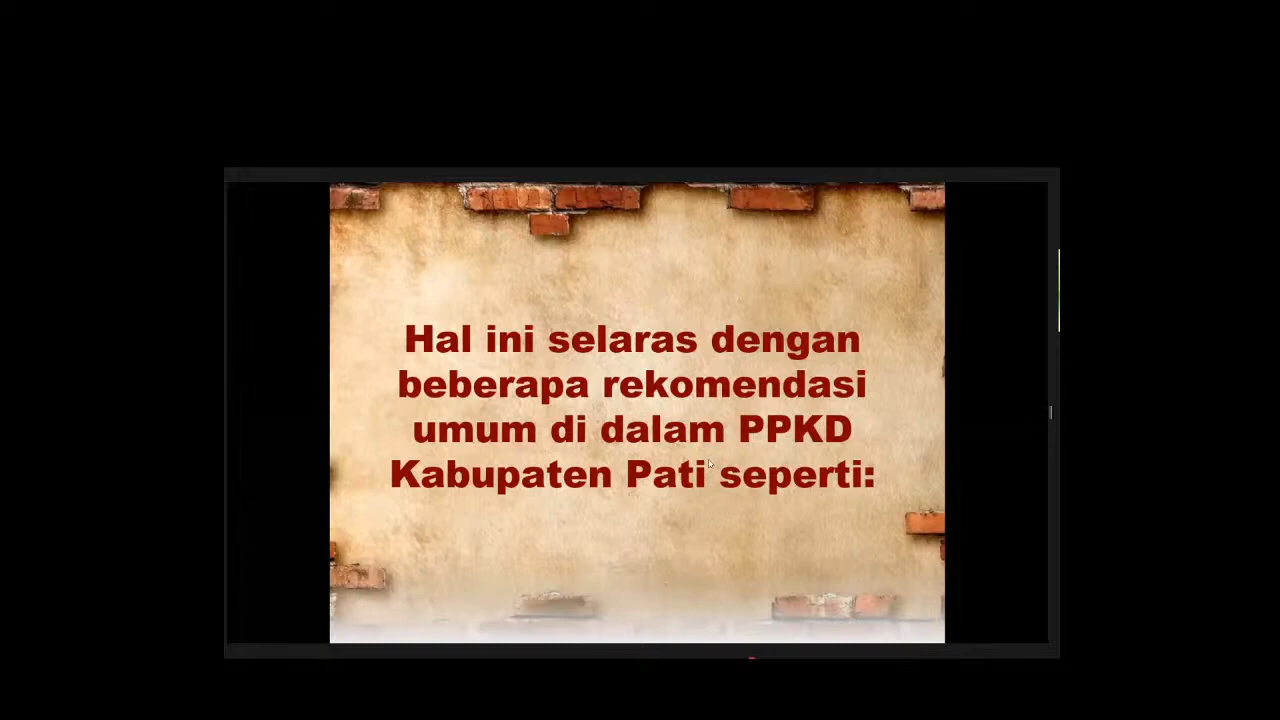 Hal ini selaras dengan
beberapa rekomendasi
umum di dalam PPKD
Kabupaten Pati seperti: